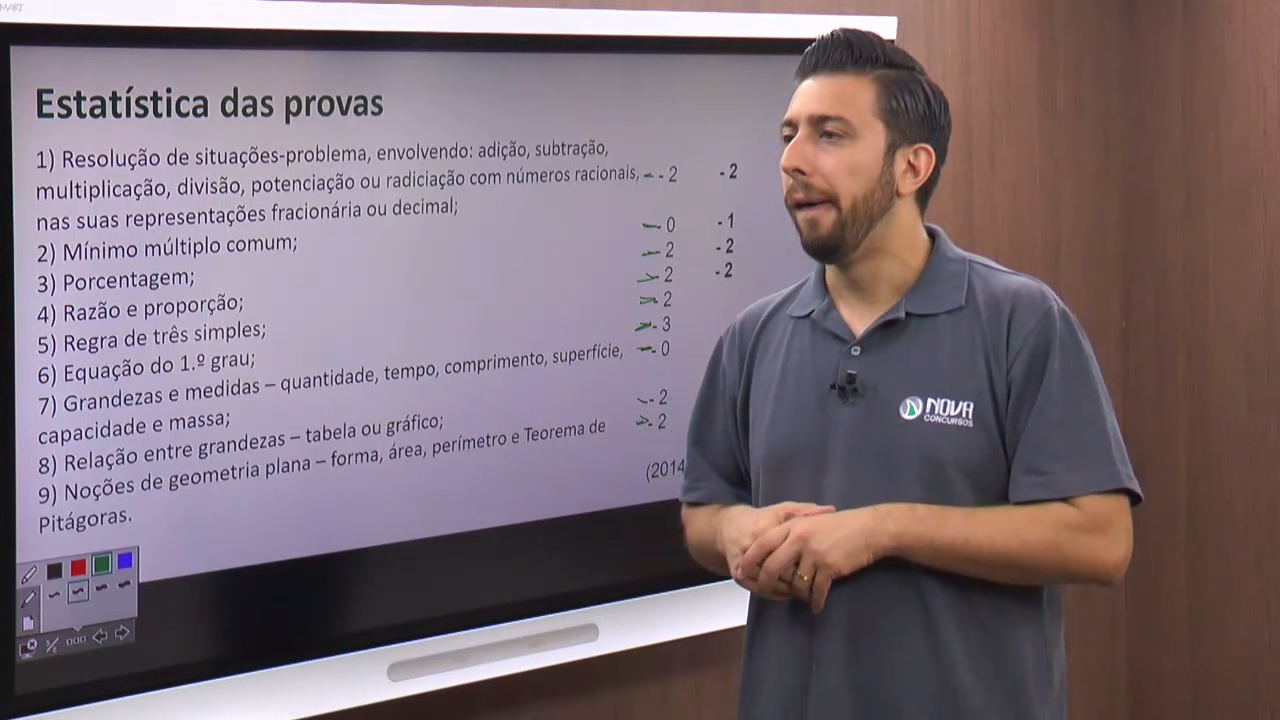 MART
Estatística das provas
1) Resolução de situações-problema, envolvendo: adição, subtração,
multiplicação, divisão, potenciação ou radiciação com números racionais, - 2 - 2
nas suas representações fracionária ou decimal;
2) Mínimo múltiplo comum; - 0 - 1
3) Porcentagem; - 2 - 2
4) Razão e proporção; - 2 - 2
5) Regra de três simples; - 2
6) Equação do 1.º grau; - 3
7) Grandezas e medidas – quantidade, tempo, comprimento, superfície, - 0
capacidade e massa;
8) Relação entre grandezas – tabela ou gráfico; - 2
9) Noções de geometria plana – forma, área, perímetro e Teorema de - 2
Pitágoras.
(2014
NOVA
CONCURSOS